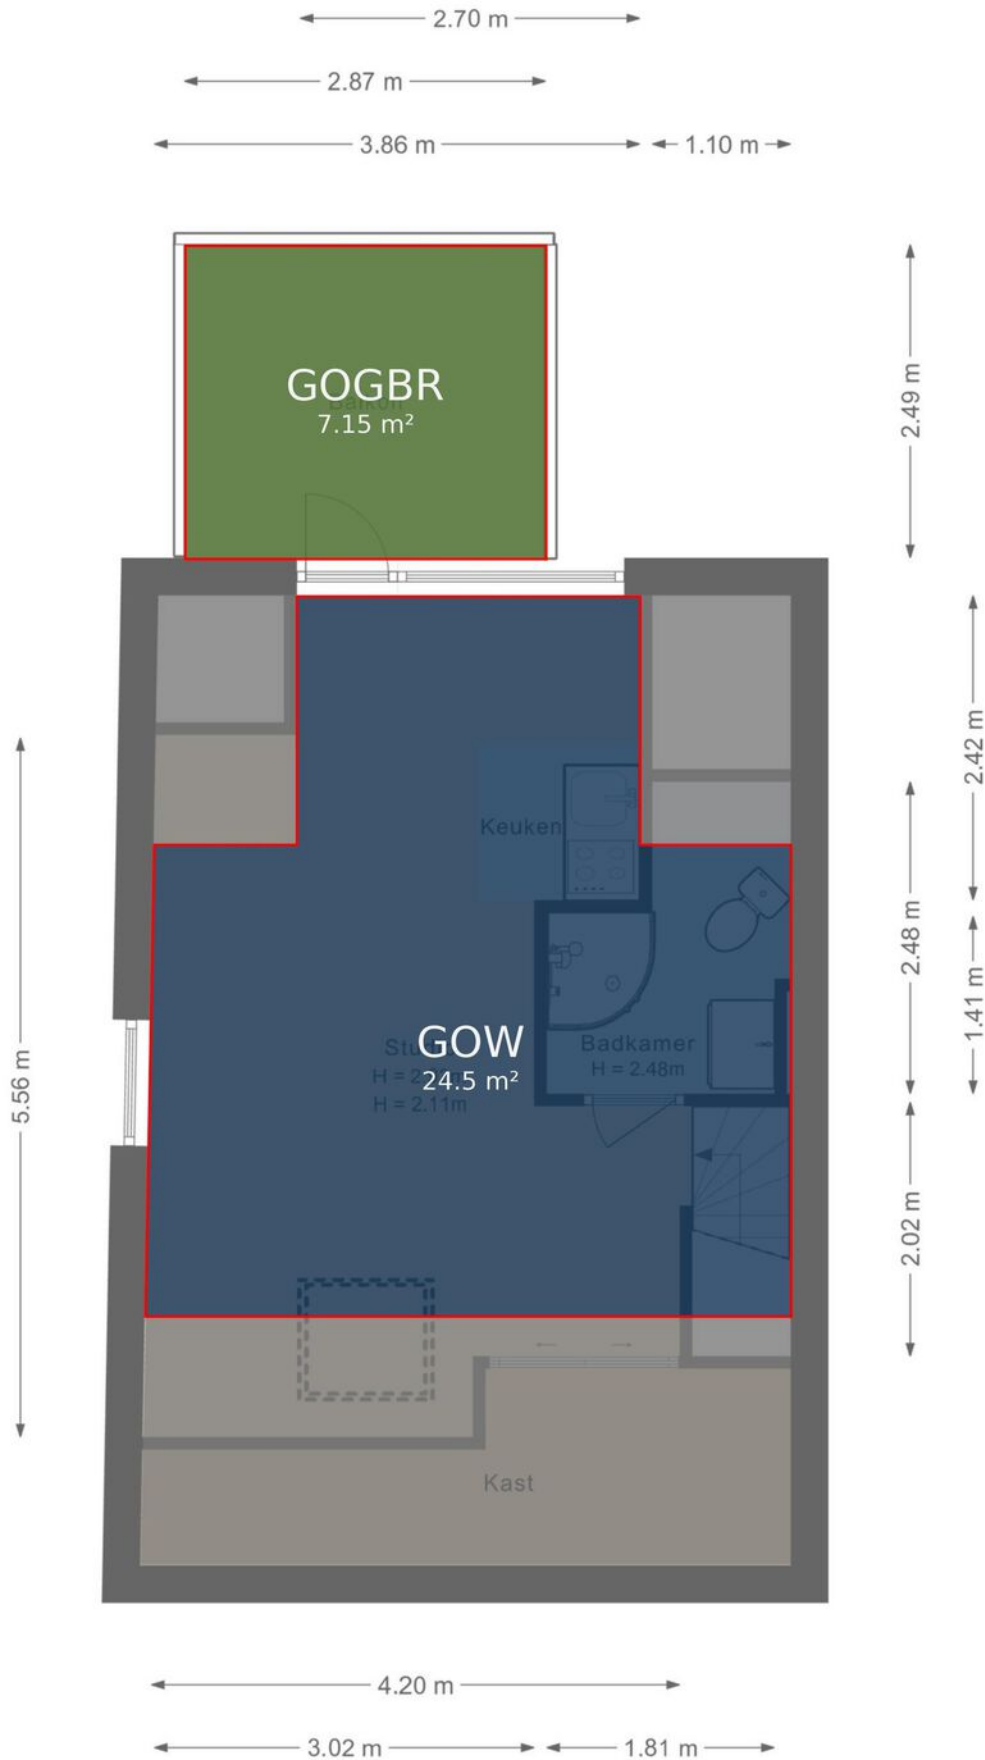 2.70 m
2.87 m
3.86 m
1.10 m
GOGBR
7.15 m²
2.49 m
2.42 m
Keuken
2.48 m
1.41 m
GOW
24.5 m²
Badkamer
H = 2.48m
H = 2.11m
5.56 m
2.02 m
Kast
4.20 m
3.02 m
1.81 m